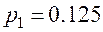 p₁ = 0.125